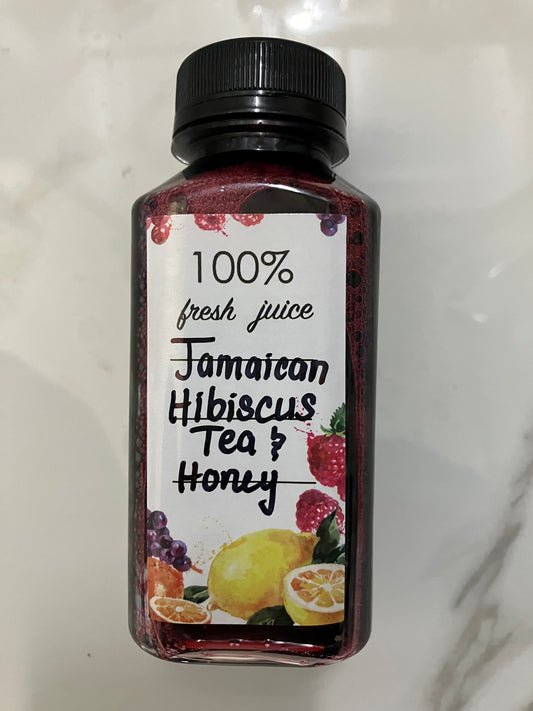 100%
fresh juice
Jamaican
Hibiscus
Tea &
Honey